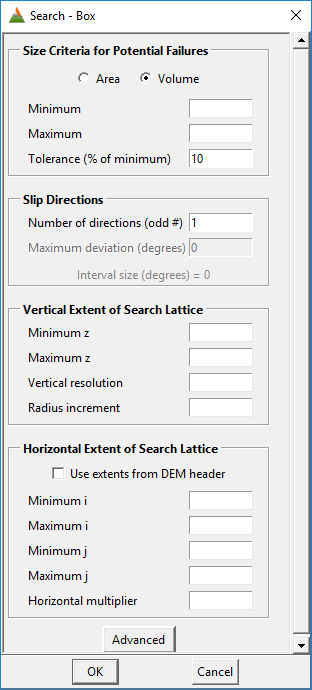 Search - Box
Size Criteria for Potential Failures
Area Volume
Minimum
Maximum
Tolerance (% of minimum) 10
Slip Directions
Number of directions (odd #) 1
Maximum deviation (degrees) 0
Interval size (degrees) = 0
Vertical Extent of Search Lattice
Minimum z
Maximum z
Vertical resolution
Radius increment
Horizontal Extent of Search Lattice
Use extents from DEM header
Minimum i
Maximum i
Minimum j
Maximum j
Horizontal multiplier
Advanced
OK Cancel